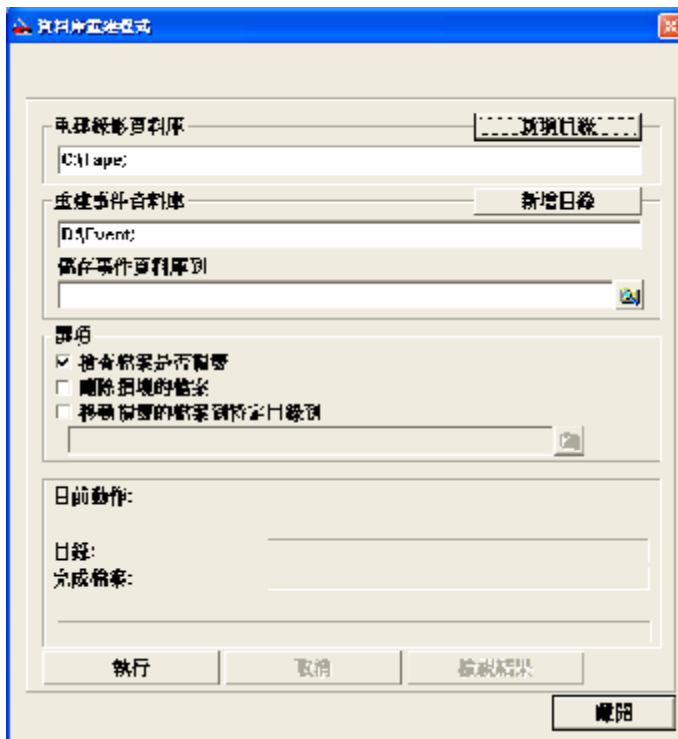 資料庫重建程式
重建錄影資料庫
新增目錄
C:\Tape;
重建事件資料庫
新增目錄
D:\Event;
儲存事件資料庫到
選項
檢查檔案是否損壞
刪除損壞的檔案
移動損壞的檔案到特定目錄到
目前動作:
目錄:
完成檔案:
執行
取消
檢視結果
離開